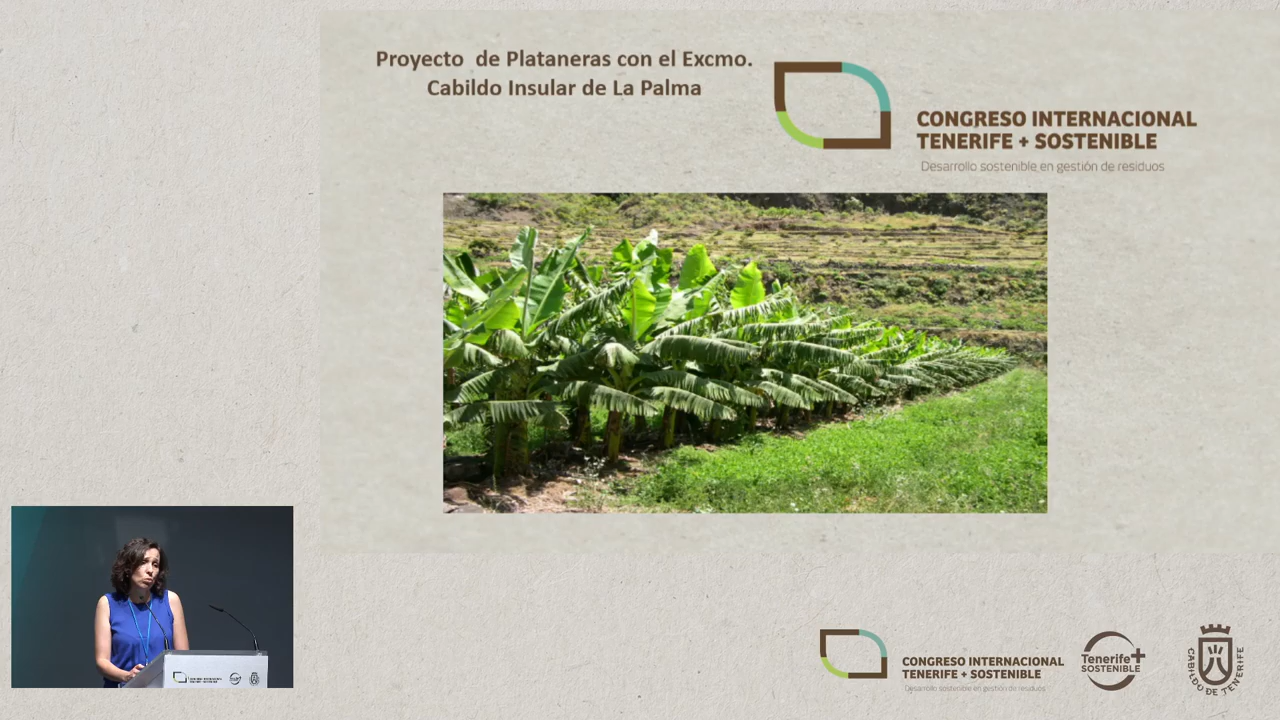 Proyecto de Plataneras con el Excmo.
Cabildo Insular de La Palma
CONGRESO INTERNACIONAL
TENERIFE + SOSTENIBLE
Desarrollo sostenible en gestión de residuos
CONGRESO INTERNACIONAL
TENERIFE + SOSTENIBLE
Desarrollo sostenible en gestión de residuos
Tenerife+
SOSTENIBLE
CABILDO DE TENERIFE